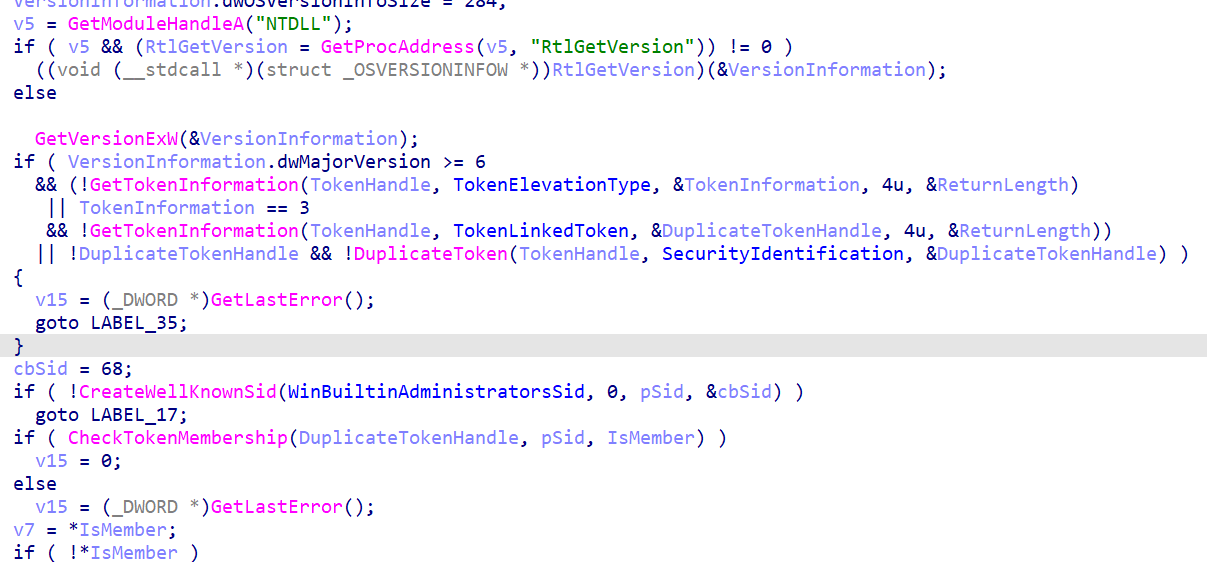 VersionInformation.dwOSVersionInfoSize = 284;
v5 = GetModuleHandleA("NTDLL");
if ( v5 && (RtlGetVersion = GetProcAddress(v5, "RtlGetVersion")) != 0 )
  ((void (__stdcall *)(struct _OSVERSIONINFOW *))RtlGetVersion)(&VersionInformation);
else
  GetVersionExW(&VersionInformation);
if ( VersionInformation.dwMajorVersion >= 6
  && (!GetTokenInformation(TokenHandle, TokenElevationType, &TokenInformation, 4u, &ReturnLength)
   || TokenInformation == 3
   && !GetTokenInformation(TokenHandle, TokenLinkedToken, &DuplicateTokenHandle, 4u, &ReturnLength))
  || !DuplicateTokenHandle && !DuplicateToken(TokenHandle, SecurityIdentification, &DuplicateTokenHandle) )
{
  v15 = (_DWORD *)GetLastError();
  goto LABEL_35;
}
cbSid = 68;
if ( !CreateWellKnownSid(WinBuiltinAdministratorsSid, 0, pSid, &cbSid) )
  goto LABEL_17;
if ( CheckTokenMembership(DuplicateTokenHandle, pSid, IsMember) )
  v15 = 0;
else
  v15 = (_DWORD *)GetLastError();
v7 = *IsMember;
if ( !*IsMember )